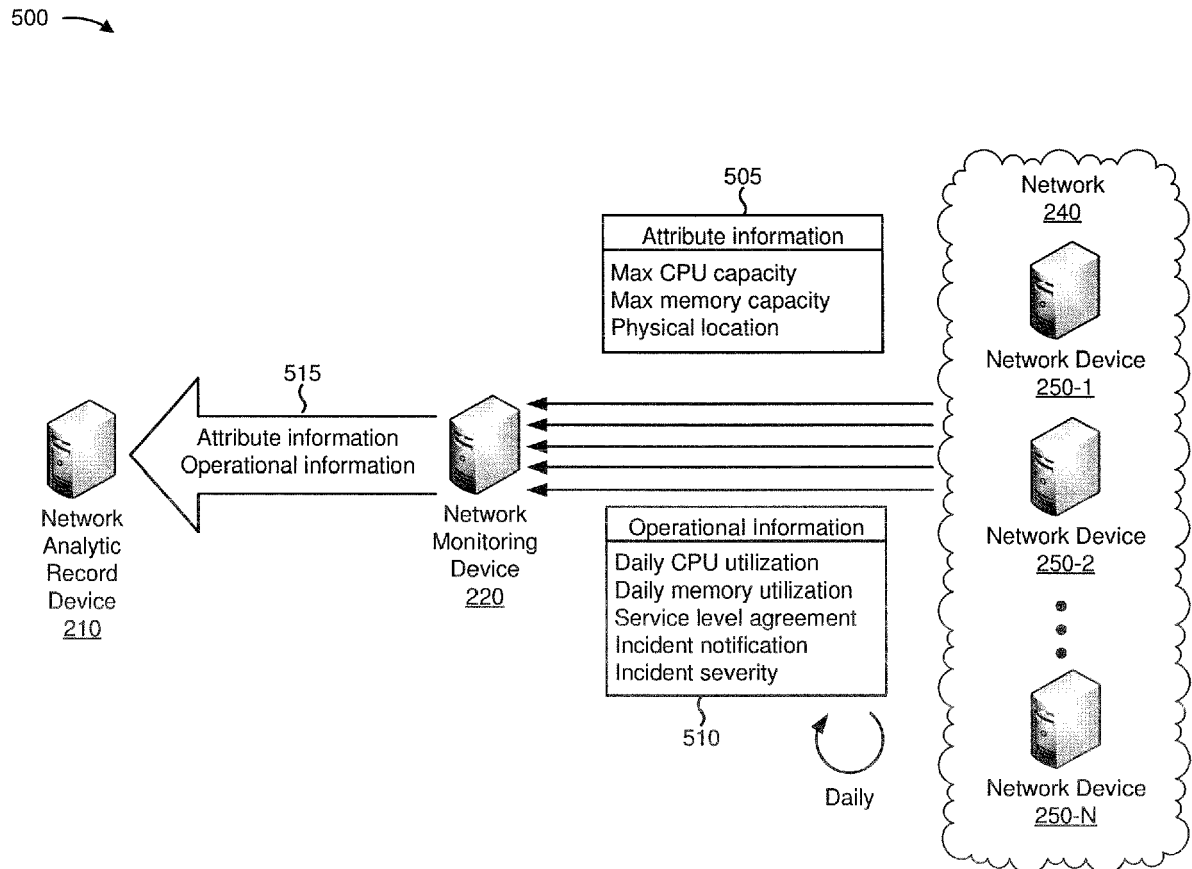 500
505
Attribute information
Max CPU capacity
Max memory capacity
Physical location
Network
240
Network Device
250-1
515
Attribute information
Operational information
Network
Analytic
Record
Device
210
Network
Monitoring
Device
220
Operational information
Daily CPU utilization
Daily memory utilization
Service level agreement
Incident notification
Incident severity
510
Daily
Network Device
250-2
Network Device
250-N